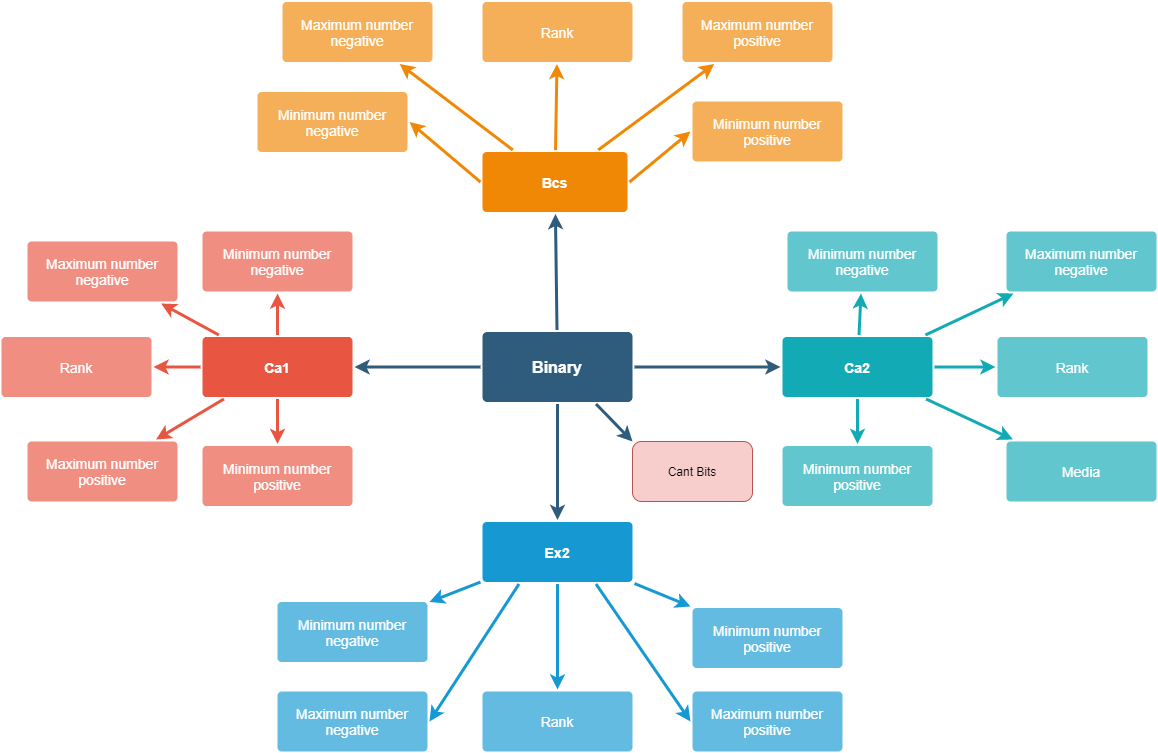 Maximum number
negative
Rank
Maximum number
positive
Minimum number
negative
Minimum number
positive
Bcs
Maximum number
negative
Minimum number
negative
Minimum number
negative
Maximum number
negative
Rank
Ca1
Binary
Ca2
Rank
Maximum number
positive
Minimum number
positive
Cant Bits
Minimum number
positive
Media
Ex2
Minimum number
negative
Minimum number
positive
Maximum number
negative
Rank
Maximum number
positive